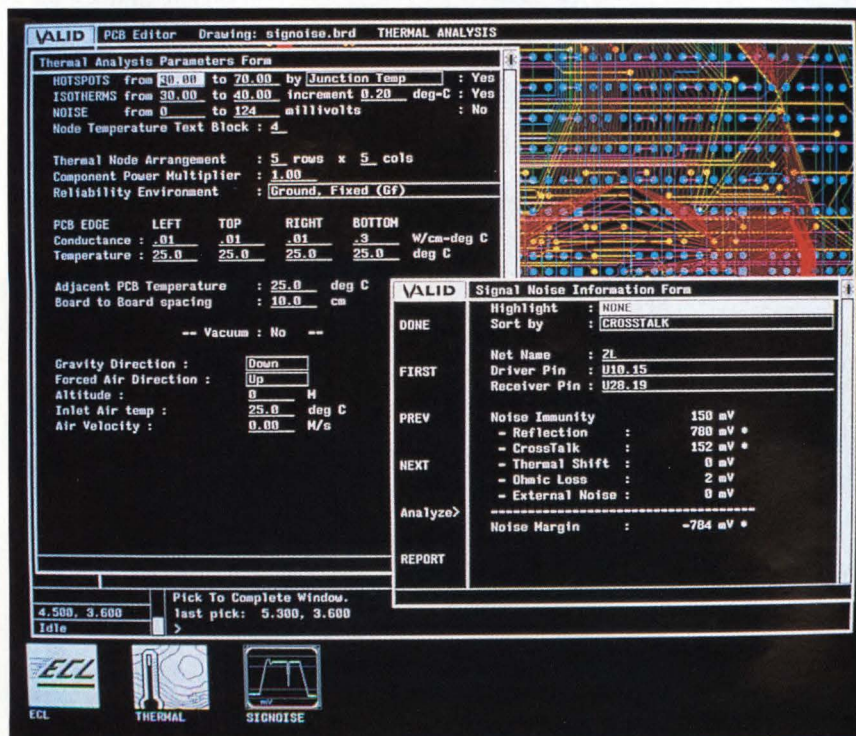 VALID PCB Editor Drawing: signoise.brd THERMAL ANALYSIS
Thermal Analysis Parameters Form
HOTSPOTS from 30.00 to 70.00 by Junction Temp : Yes
ISOTHERMS from 30.00 to 40.00 increment 0.20 deg-C : Yes
NOISE from 0 to 124 millivolts : No
Node Temperature Text Block : 4
Thermal Node Arrangement : 5 rows x 5 cols
Component Power Multiplier : 1.00
Reliability Environment : Ground, Fixed (Gf)
PCB EDGE LEFT TOP RIGHT BOTTOM
Conductance : .01 .01 .01 .3 W/cm-deg C
Temperature : 25.0 25.0 25.0 25.0 deg C
Adjacent PCB Temperature : 25.0 deg C
Board to Board spacing : 10.0 cm
-- Vacuum : No --
Gravity Direction : Down
Forced Air Direction : Up
Altitude : 0 M
Inlet Air temp : 25.0 deg C
Air Velocity : 0.00 M/s
VALID Signal Noise Information Form
DONE
FIRST
PREV
NEXT
Analyze>
REPORT
Highlight : NONE
Sort by : CROSSTALK
Net Name : 2L
Driver Pin : U10.15
Receiver Pin : U28.19
Noise Immunity 150 mV
- Reflection : 780 mV *
- CrossTalk : 152 mV *
- Thermal Shift : 0 mV
- Ohmic Loss : 2 mV
- External Noise : 0 mV
Noise Margin : -784 mV *
Pick To Complete Window.
4.500, 3.600 last pick: 5.300, 3.600
Idle >
ECL
mV
ECL THERMAL SIGNOISE